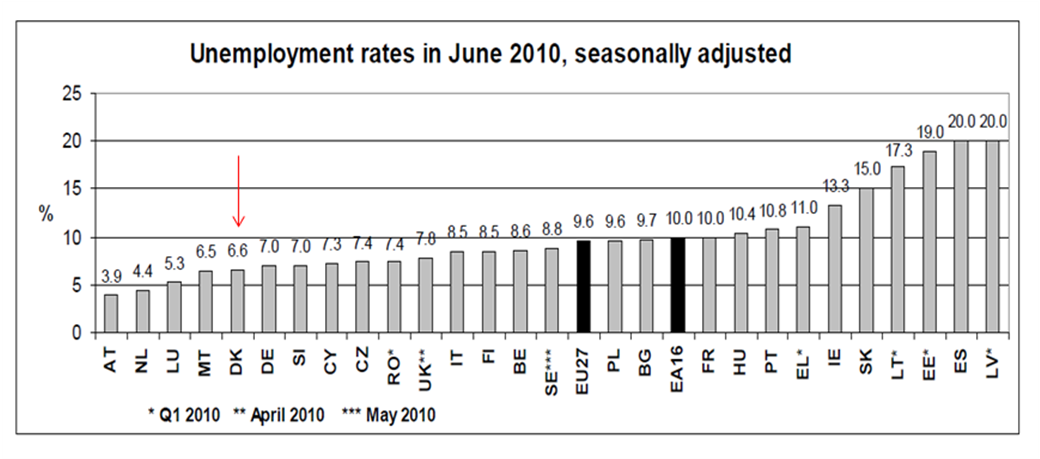 Unemployment rates in June 2010, seasonally adjusted
25
20
15
10
5
0
%
3.9 4.4 5.3 6.5 6.6 7.0 7.0 7.3 7.4 7.4 7.8 8.5 8.5 8.6 8.8 9.6 9.6 9.7 10.0 10.0 10.4 10.8 11.0 13.3 15.0 17.3 19.0 20.0 20.0
AT NL LU MT DK DE SI CY CZ RO* UK** IT FI BE SE*** EU27 PL BG EA16 FR HU PT EL* IE SK LT* EE* ES LV*
* Q1 2010 ** April 2010 *** May 2010